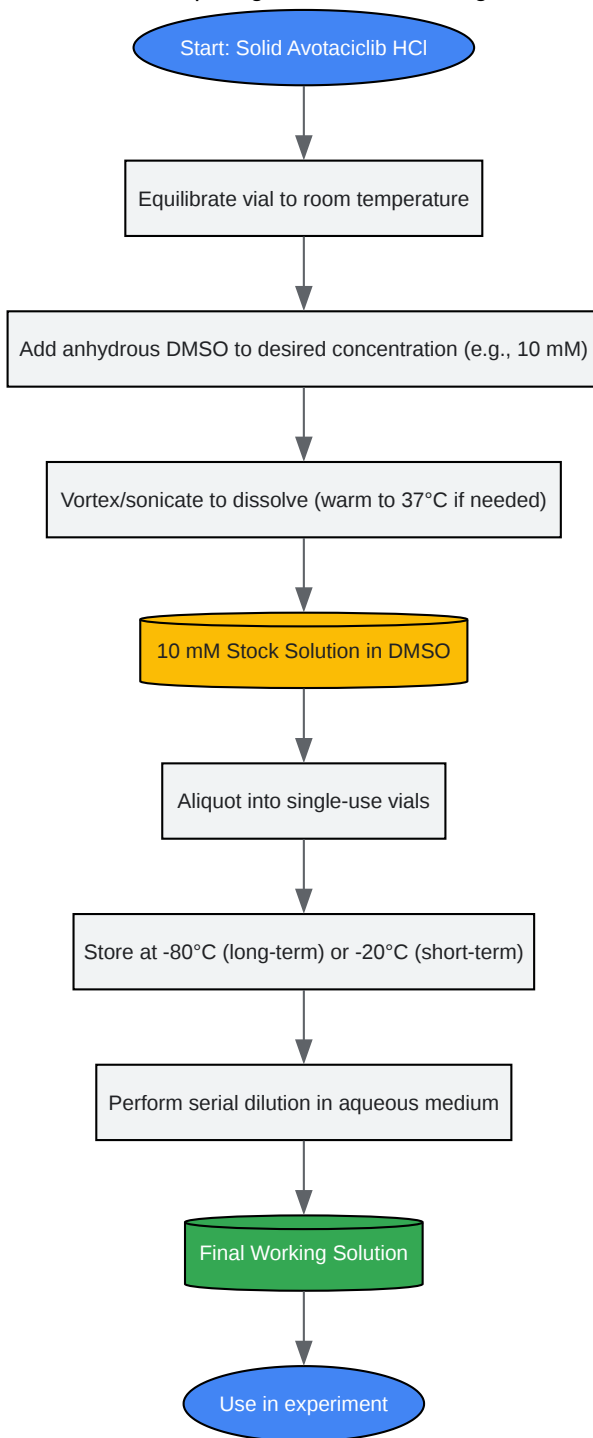 Start: Solid Avotaciclib HCl
Equilibrate vial to room temperature
Add anhydrous DMSO to desired concentration (e.g., 10 mM)
Vortex/sonicate to dissolve (warm to 37°C if needed)
10 mM Stock Solution in DMSO
Aliquot into single-use vials
Store at -80°C (long-term) or -20°C (short-term)
Perform serial dilution in aqueous medium
Final Working Solution
Use in experiment